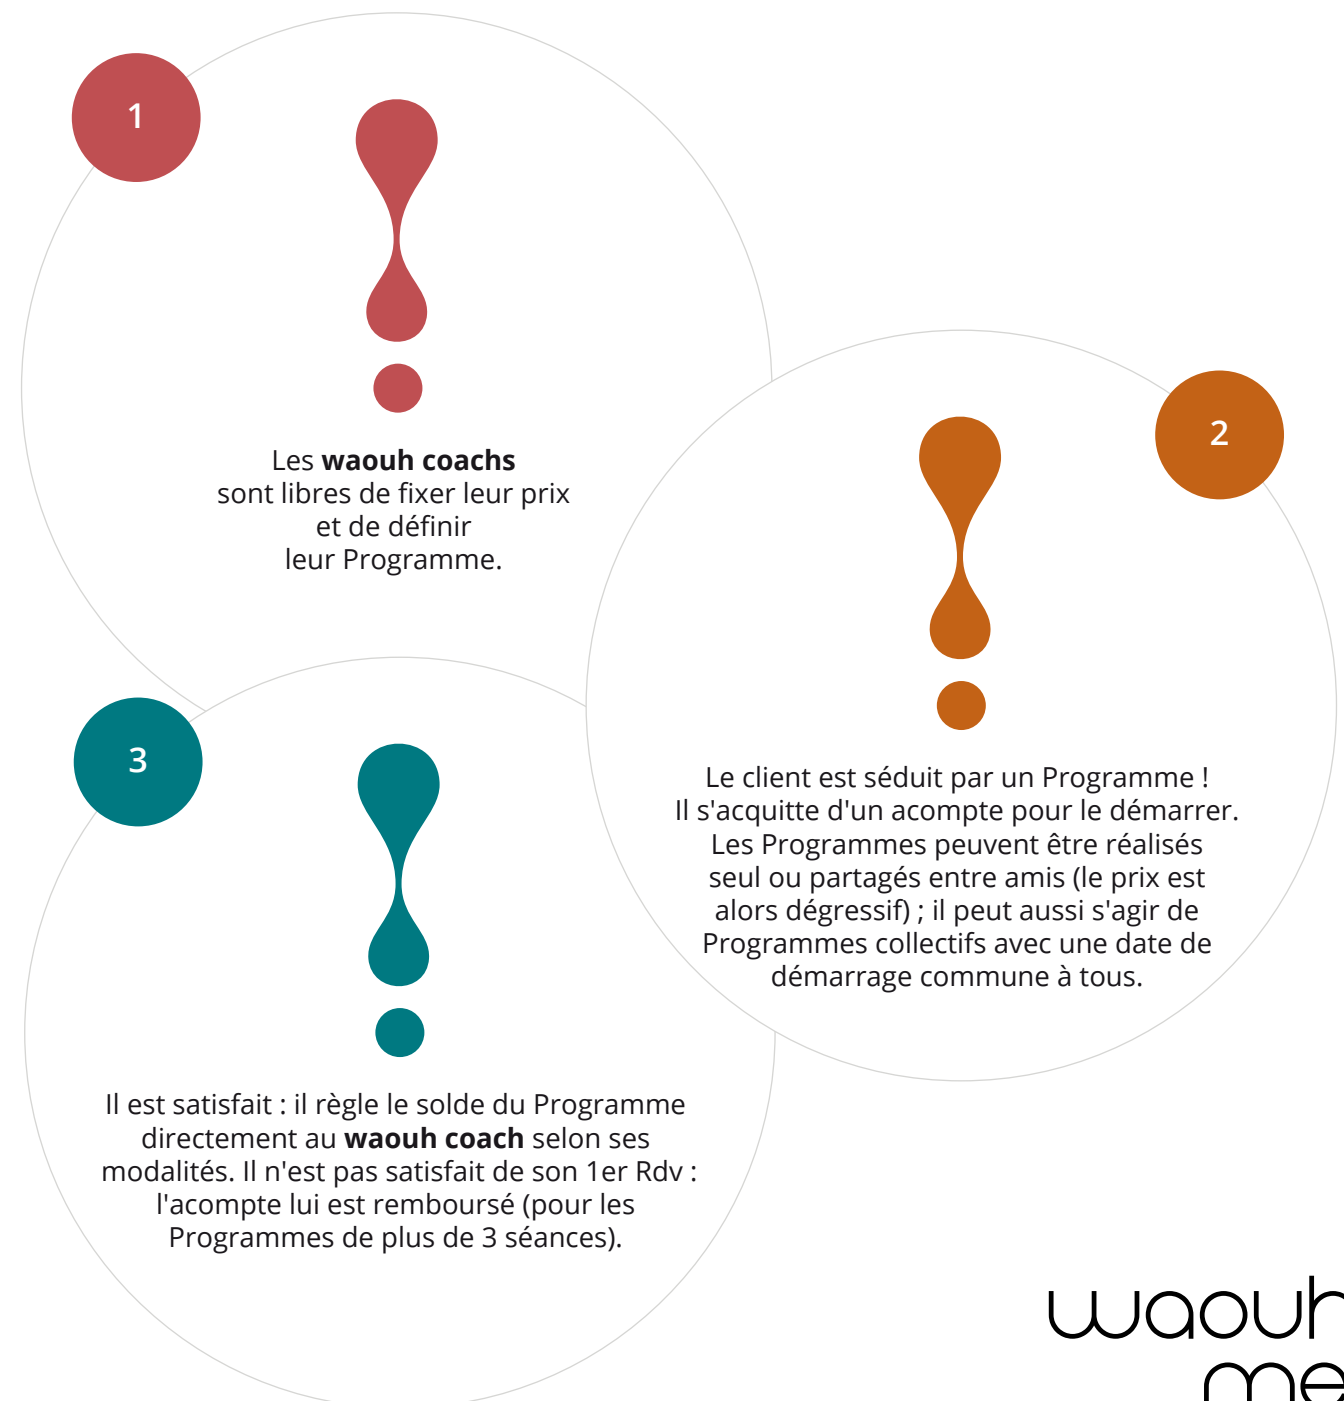 1
Les waouh coachs
sont libres de fixer leur prix
et de définir
leur Programme.
2
Le client est séduit par un Programme !
Il s'acquitte d'un acompte pour le démarrer.
Les Programmes peuvent être réalisés
seul ou partagés entre amis (le prix est
alors dégressif) ; il peut aussi s'agir de
Programmes collectifs avec une date de
démarrage commune à tous.
3
Il est satisfait : il règle le solde du Programme
directement au waouh coach selon ses
modalités. Il n'est pas satisfait de son 1er Rdv :
l'acompte lui est remboursé (pour les
Programmes de plus de 3 séances).
waouh
me